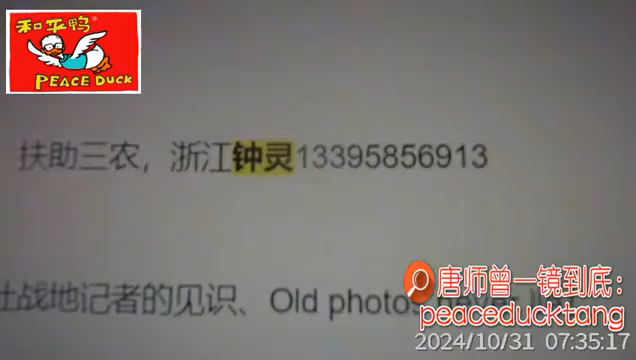 和平鸭
PEACE DUCK
扶助三农，浙江钟灵13395856913
战地记者的见识、Old photos never
唐师曾一镜到底：
peaceducktang
2024/10/31 07:35:17